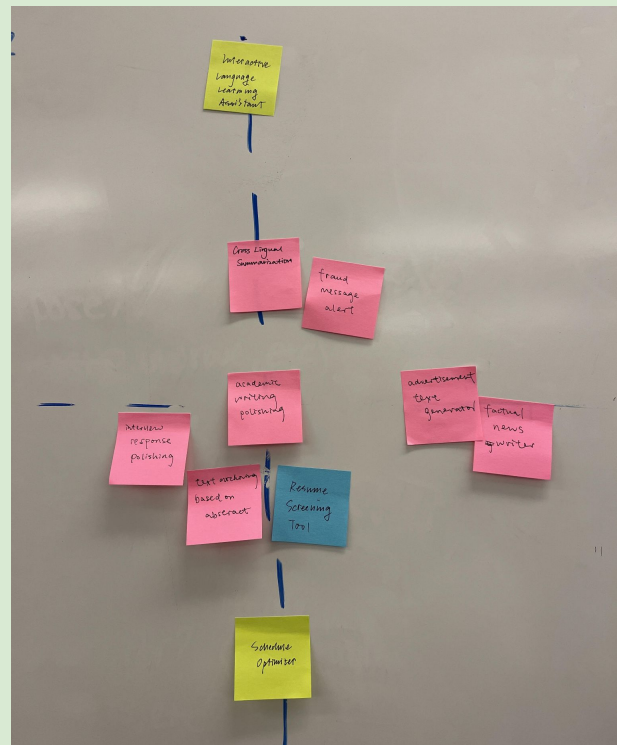 Interactive
Language
Learning
Assistant
Cross Lingual
Summarization
fraud
message
alert
academic
writing
polishing
advertisement
text
generator
factual
news
writer
interview
response
polishing
text
based on
abstract
Resume
Screening
Tool
Schedule
Optimizer